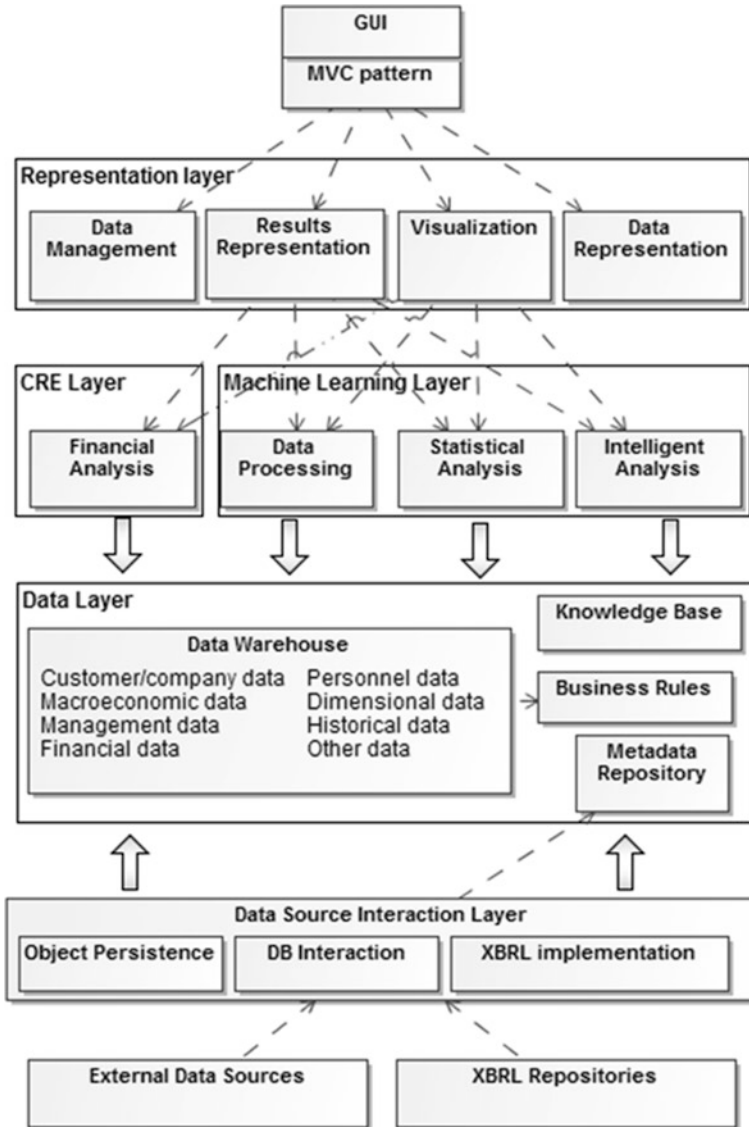 GUI
MVC pattern
Representation layer
Data
Management
Results
Representation
Visualization
Data
Representation
CRE Layer
Financial
Analysis
Machine Learning Layer
Data
Processing
Statistical
Analysis
Intelligent
Analysis
Data Layer
Data Warehouse
Customer/company data
Macroeconomic data
Management data
Financial data
Personnel data
Dimensional data
Historical data
Other data
Knowledge Base
Business Rules
Metadata
Repository
Data Source Interaction Layer
Object Persistence
DB Interaction
XBRL implementation
External Data Sources
XBRL Repositories